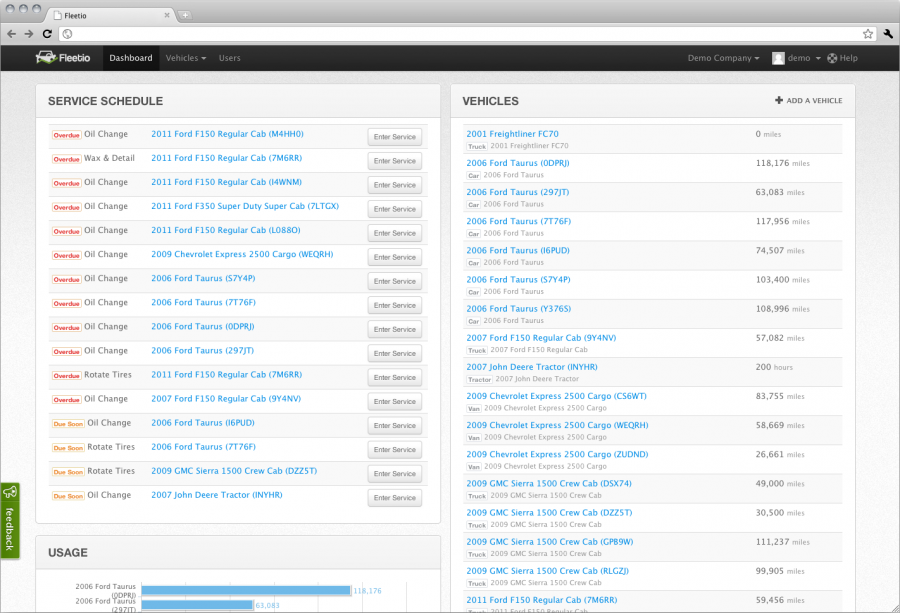 Fleetio
Fleetio Dashboard Vehicles Users Demo Company demo Help
SERVICE SCHEDULE
Overdue Oil Change 2011 Ford F150 Regular Cab (M4HH0) Enter Service
Overdue Wax & Detail 2011 Ford F150 Regular Cab (7M6RR) Enter Service
Overdue Oil Change 2011 Ford F150 Regular Cab (I4WNM) Enter Service
Overdue Oil Change 2011 Ford F350 Super Duty Super Cab (7LTGX) Enter Service
Overdue Oil Change 2011 Ford F150 Regular Cab (L088O) Enter Service
Overdue Oil Change 2009 Chevrolet Express 2500 Cargo (WEQRH) Enter Service
Overdue Oil Change 2006 Ford Taurus (S7Y4P) Enter Service
Overdue Oil Change 2006 Ford Taurus (7T76F) Enter Service
Overdue Oil Change 2006 Ford Taurus (0DPRJ) Enter Service
Overdue Oil Change 2006 Ford Taurus (297JT) Enter Service
Overdue Rotate Tires 2011 Ford F150 Regular Cab (7M6RR) Enter Service
Overdue Oil Change 2007 Ford F150 Regular Cab (9Y4NV) Enter Service
Due Soon Oil Change 2006 Ford Taurus (I6PUD) Enter Service
Due Soon Rotate Tires 2006 Ford Taurus (7T76F) Enter Service
Due Soon Rotate Tires 2009 GMC Sierra 1500 Crew Cab (DZZ5T) Enter Service
Due Soon Oil Change 2007 John Deere Tractor (INYHR) Enter Service
feedback
USAGE
2006 Ford Taurus
(0DPRJ) 118,176
2006 Ford Taurus
(297JT) 63,083
VEHICLES ADD A VEHICLE
2001 Freightliner FC70 0 miles
Truck 2001 Freightliner FC70
2006 Ford Taurus (0DPRJ) 118,176 miles
Car 2006 Ford Taurus
2006 Ford Taurus (297JT) 63,083 miles
Car 2006 Ford Taurus
2006 Ford Taurus (7T76F) 117,956 miles
Car 2006 Ford Taurus
2006 Ford Taurus (I6PUD) 74,507 miles
Car 2006 Ford Taurus
2006 Ford Taurus (S7Y4P) 103,400 miles
Car 2006 Ford Taurus
2006 Ford Taurus (Y376S) 108,996 miles
Car 2006 Ford Taurus
2007 Ford F150 Regular Cab (9Y4NV) 57,082 miles
Truck 2007 Ford F150 Regular Cab
2007 John Deere Tractor (INYHR) 200 hours
Tractor 2007 John Deere Tractor
2009 Chevrolet Express 2500 Cargo (CS6WT) 83,755 miles
Van 2009 Chevrolet Express 2500 Cargo
2009 Chevrolet Express 2500 Cargo (WEQRH) 58,669 miles
Van 2009 Chevrolet Express 2500 Cargo
2009 Chevrolet Express 2500 Cargo (ZUDND) 26,661 miles
Van 2009 Chevrolet Express 2500 Cargo
2009 GMC Sierra 1500 Crew Cab (DSX74) 49,000 miles
Truck 2009 GMC Sierra 1500 Crew Cab
2009 GMC Sierra 1500 Crew Cab (DZZ5T) 30,500 miles
Truck 2009 GMC Sierra 1500 Crew Cab
2009 GMC Sierra 1500 Crew Cab (GP89W) 111,237 miles
Truck 2009 GMC Sierra 1500 Crew Cab
2009 GMC Sierra 1500 Crew Cab (RLGZJ) 99,905 miles
Truck 2009 GMC Sierra 1500 Crew Cab
2011 Ford F150 Regular Cab (7M6RR) 59,456 miles